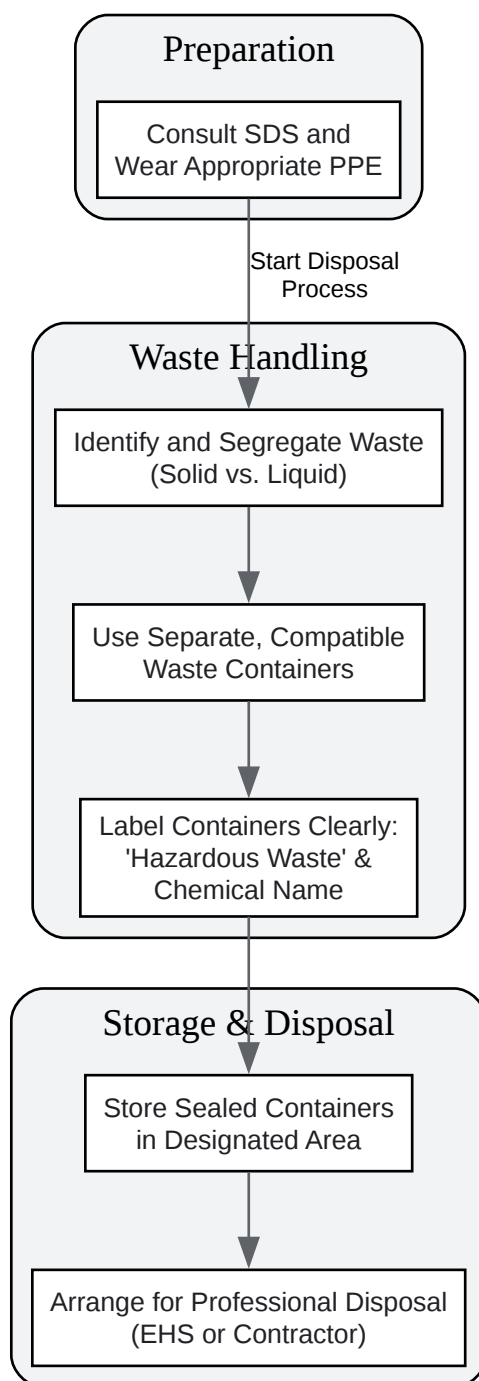 Preparation
Consult SDS and
Wear Appropriate PPE
Start Disposal
Process
Waste Handling
Identify and Segregate Waste
(Solid vs. Liquid)
Use Separate, Compatible
Waste Containers
Label Containers Clearly:
'Hazardous Waste' &
Chemical Name
Storage & Disposal
Store Sealed Containers
in Designated Area
Arrange for Professional Disposal
(EHS or Contractor)